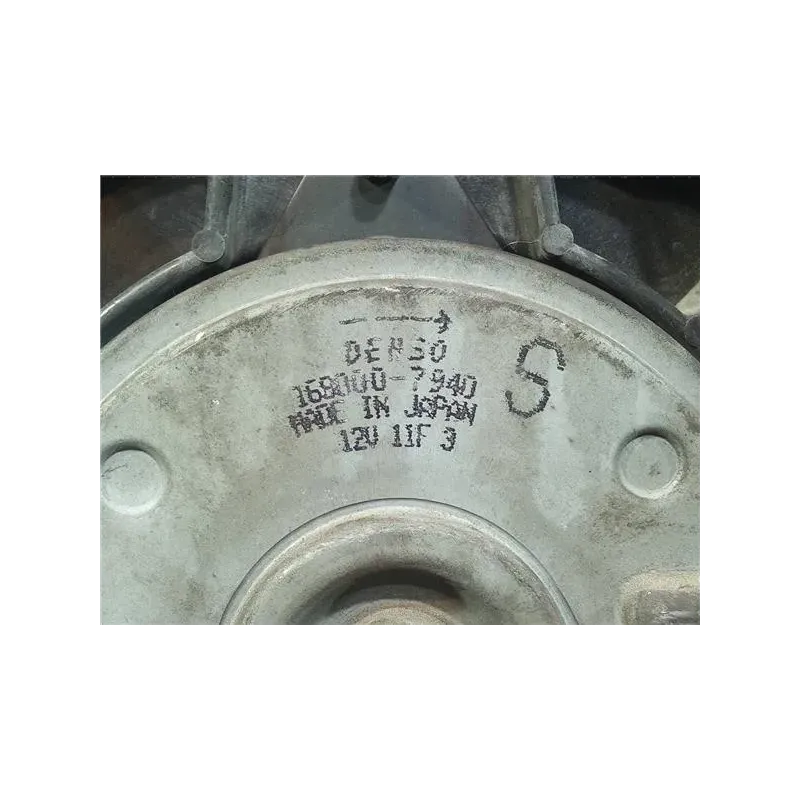 DENSO
168000-7940
S
MADE IN JAPAN
12V 11F 3